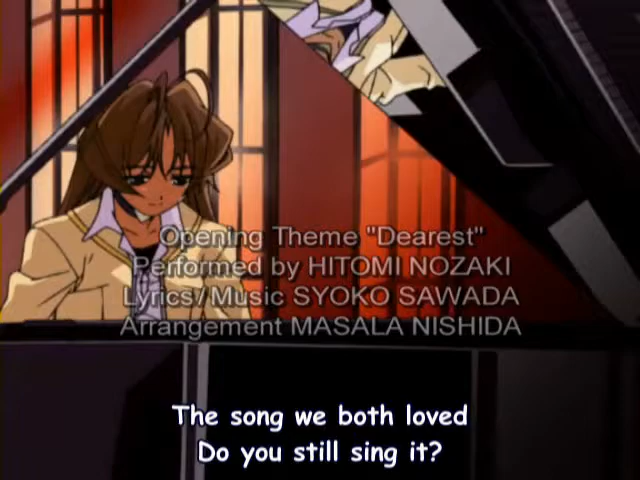 Opening Theme "Dearest"
Performed by HITOMI NOZAKI
Lyrics/Music SYOKO SAWADA
Arrangement MASALA NISHIDA
The song we both loved
Do you still sing it?